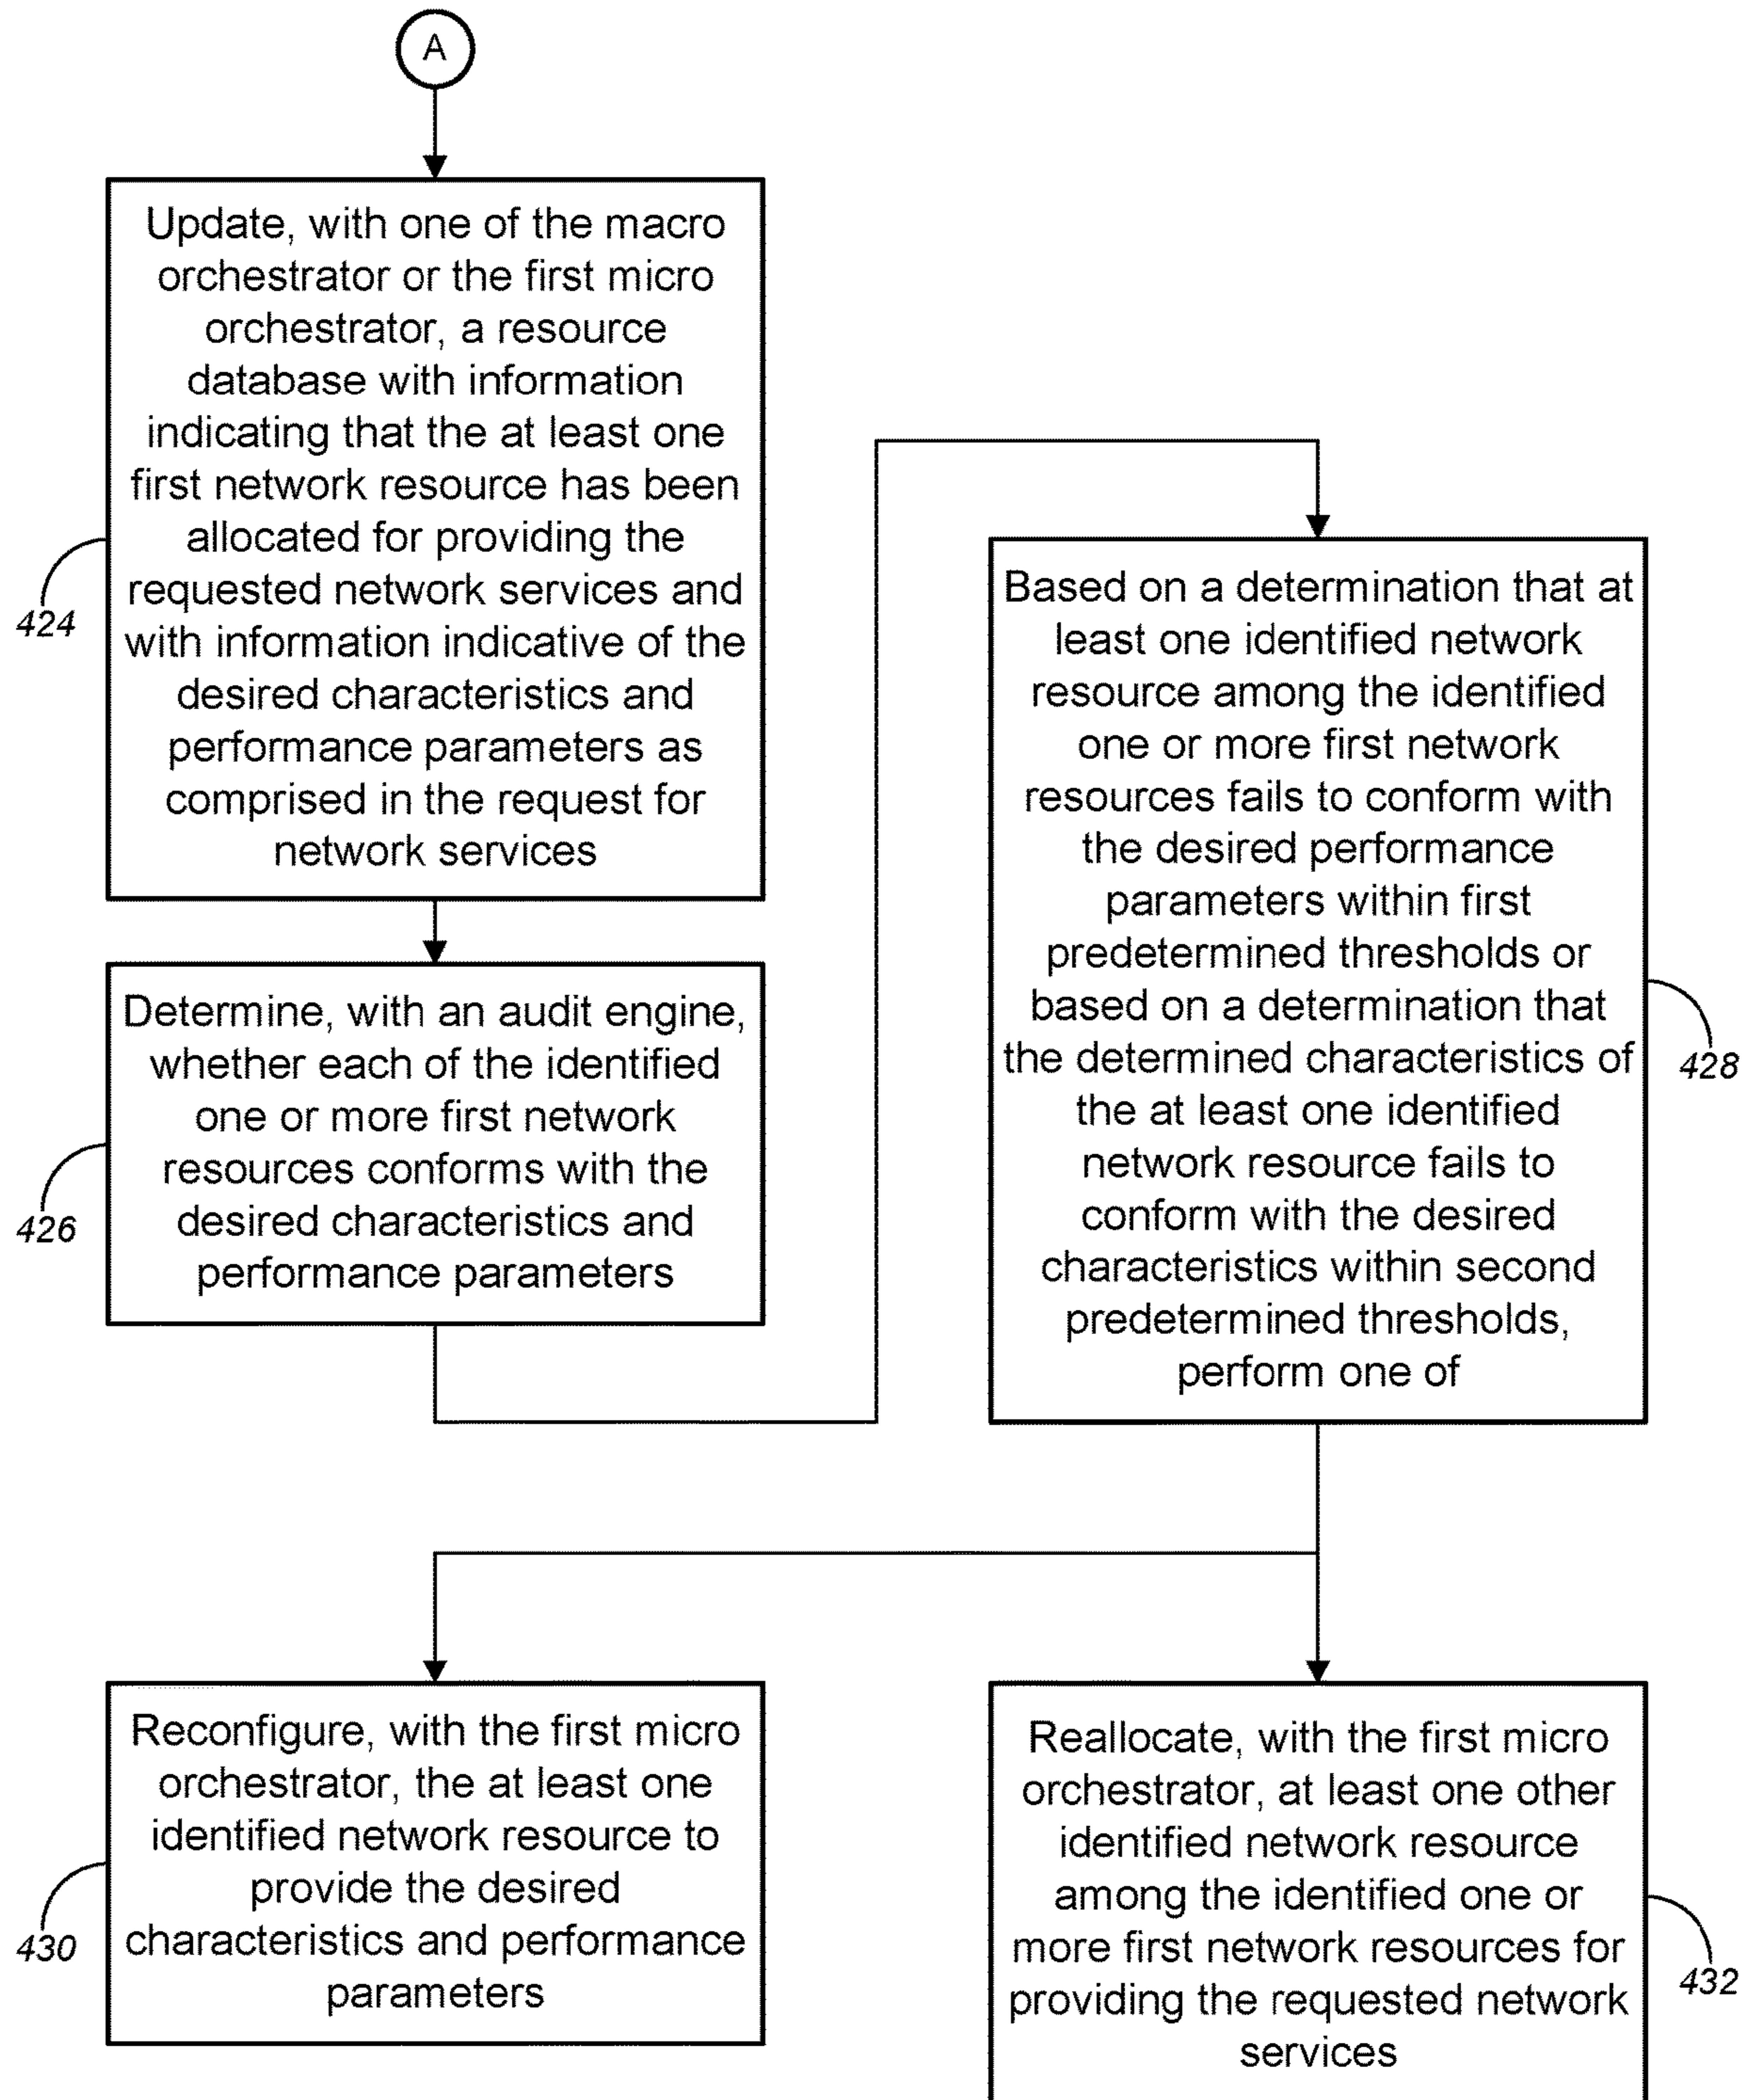 A
Update, with one of the macro
orchestrator or the first micro
orchestrator, a resource
database with information
indicating that the at least one
first network resource has been
allocated for providing the
requested network services and
with information indicative of the
desired characteristics and
performance parameters as
comprised in the request for
network services
424
Determine, with an audit engine,
whether each of the identified
one or more first network
resources conforms with the
desired characteristics and
performance parameters
426
Based on a determination that at
least one identified network
resource among the identified
one or more first network
resources fails to conform with
the desired performance
parameters within first
predetermined thresholds or
based on a determination that
the determined characteristics of
the at least one identified
network resource fails to
conform with the desired
characteristics within second
predetermined thresholds,
perform one of
428
Reconfigure, with the first micro
orchestrator, the at least one
identified network resource to
provide the desired
characteristics and performance
parameters
430
Reallocate, with the first micro
orchestrator, at least one other
identified network resource
among the identified one or
more first network resources for
providing the requested network
services
432